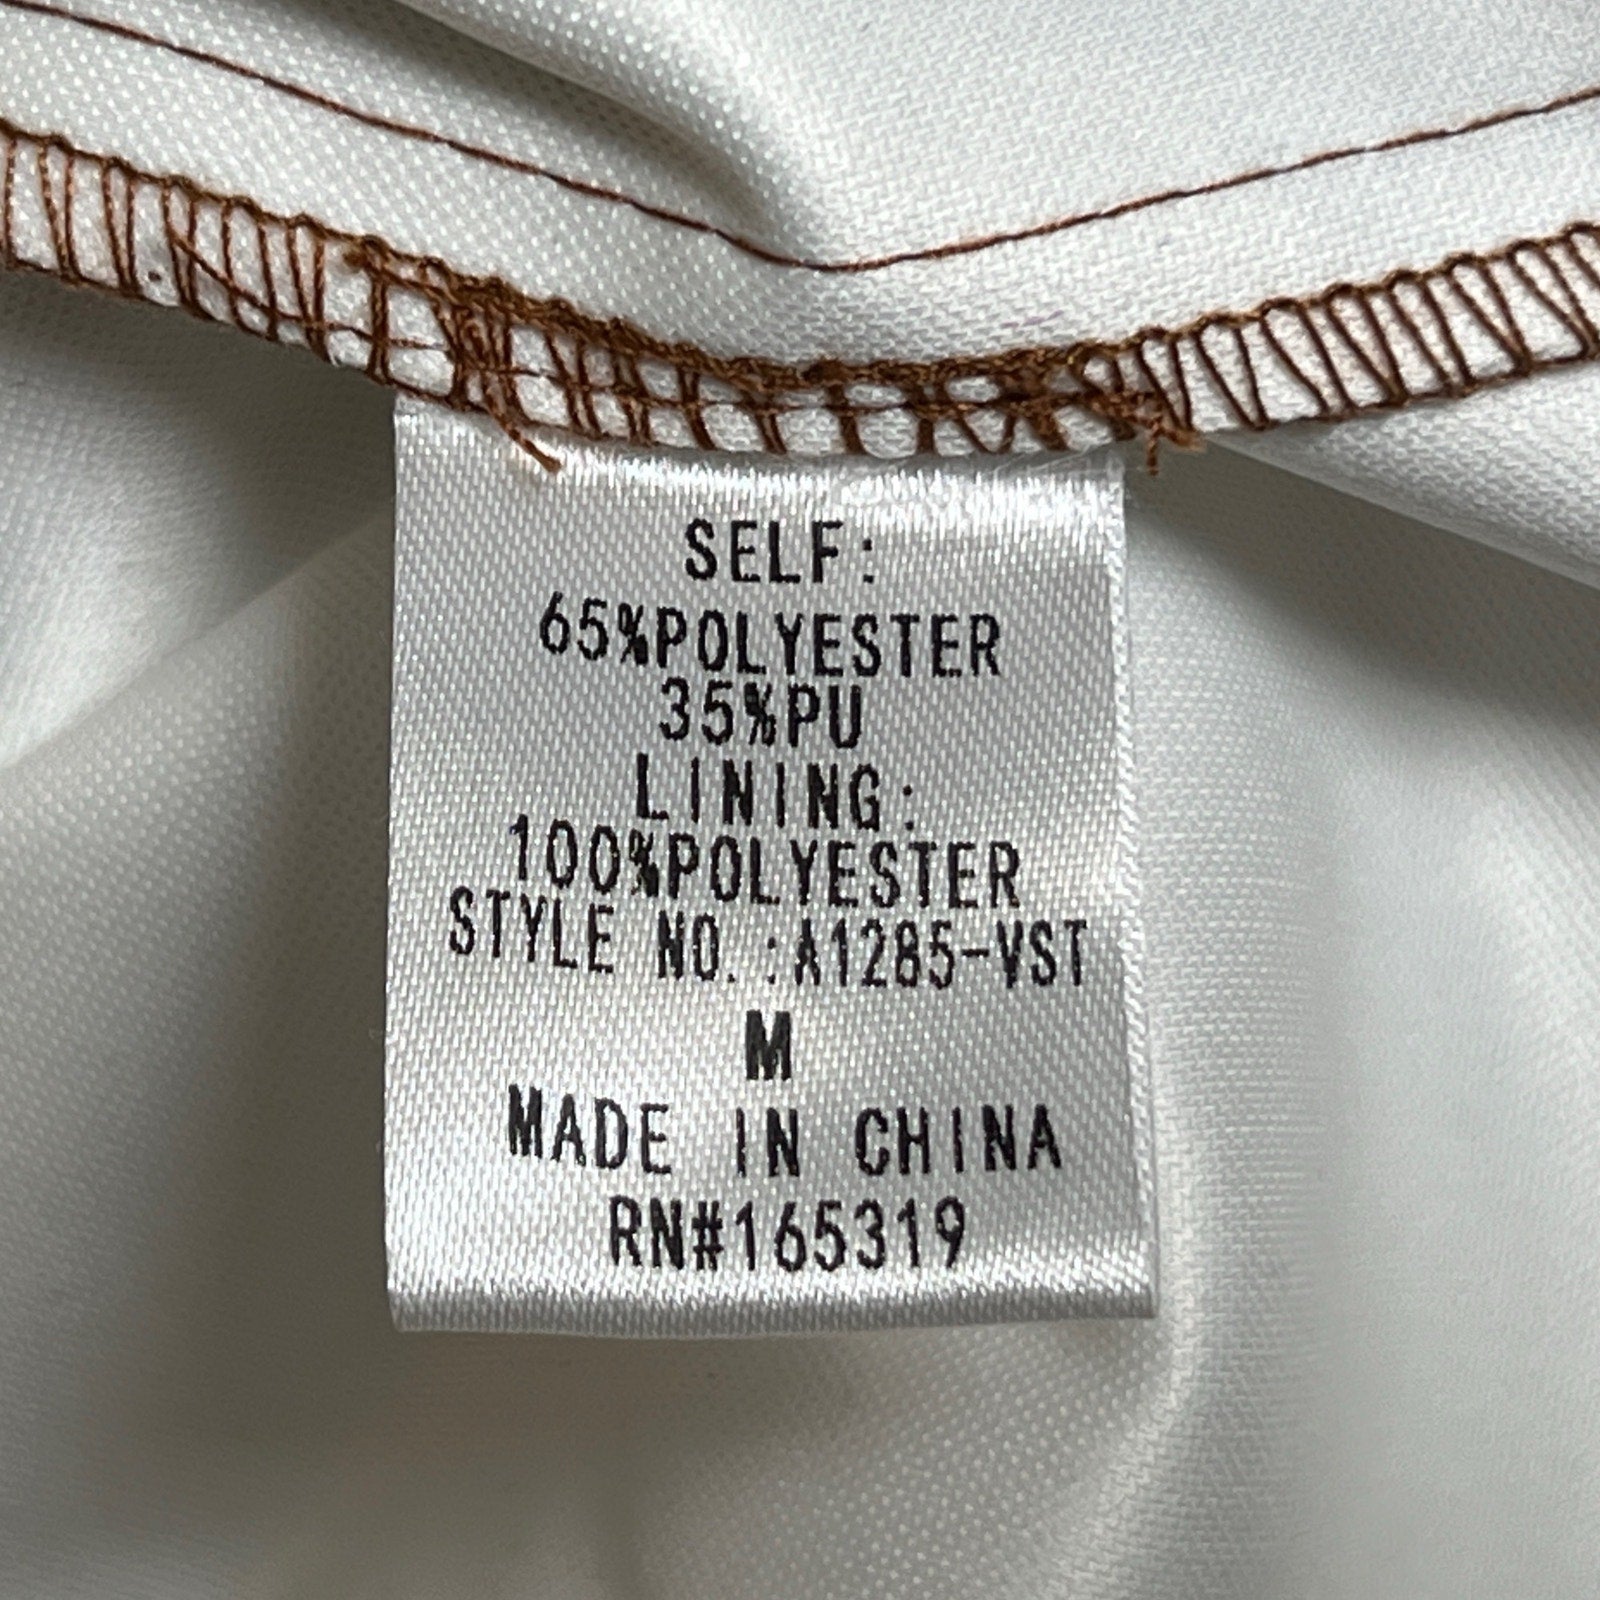 SELF:
65%POLYESTER
35%PU
LINING:
100%POLYESTER
STYLE NO.:A1285-VST
M
MADE IN CHINA
RN#165319